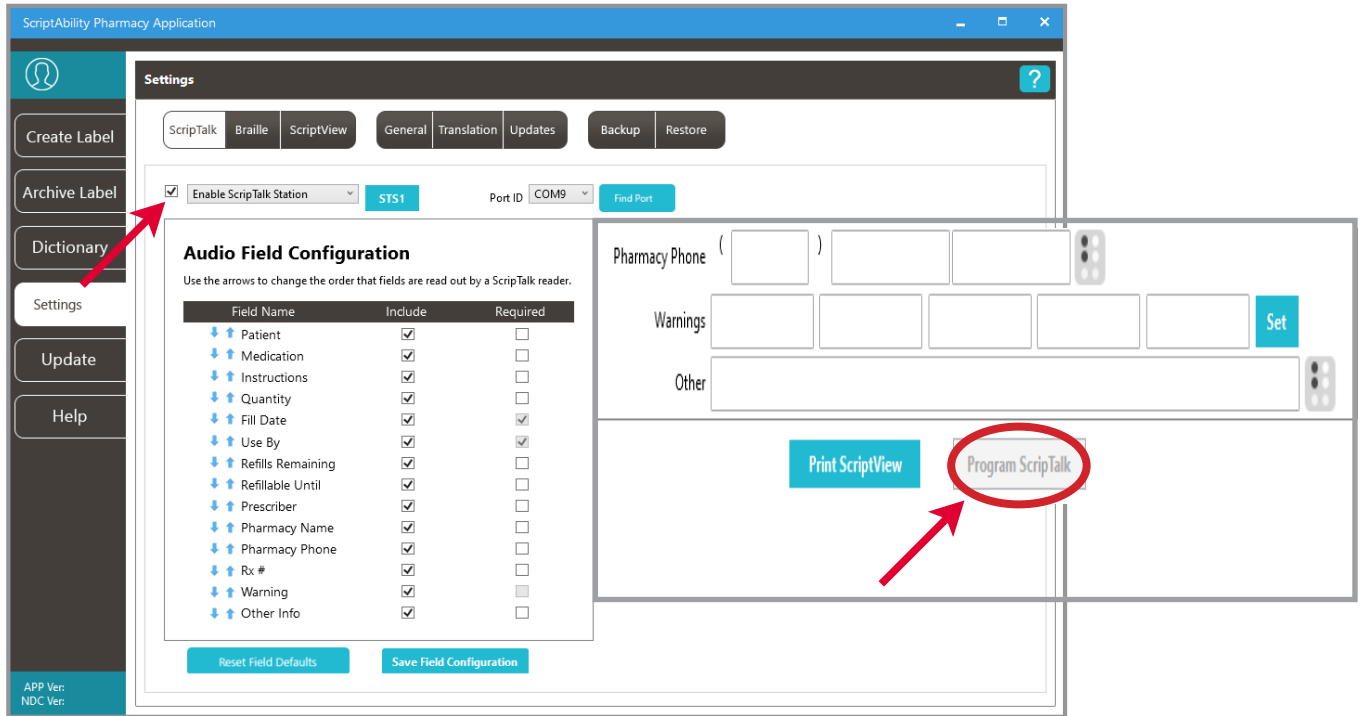 ScriptAbility Pharmacy Application
Settings
?
Create Label
Archive Label
Dictionary
Settings
Update
Help
APP Ver:
NDC Ver:
ScripTalk Braille ScriptView General Translation Updates Backup Restore
Enable ScripTalk Station STS1 Port ID COM9 Find Port
Audio Field Configuration
Use the arrows to change the order that fields are read out by a ScripTalk reader.
Field Name Include Required
Patient
Medication
Instructions
Quantity
Fill Date
Use By
Refills Remaining
Refillable Until
Prescriber
Pharmacy Name
Pharmacy Phone
Rx #
Warning
Other Info
Reset Field Defaults Save Field Configuration
Pharmacy Phone ( )
Warnings Set
Other
Print ScriptView Program ScripTalk